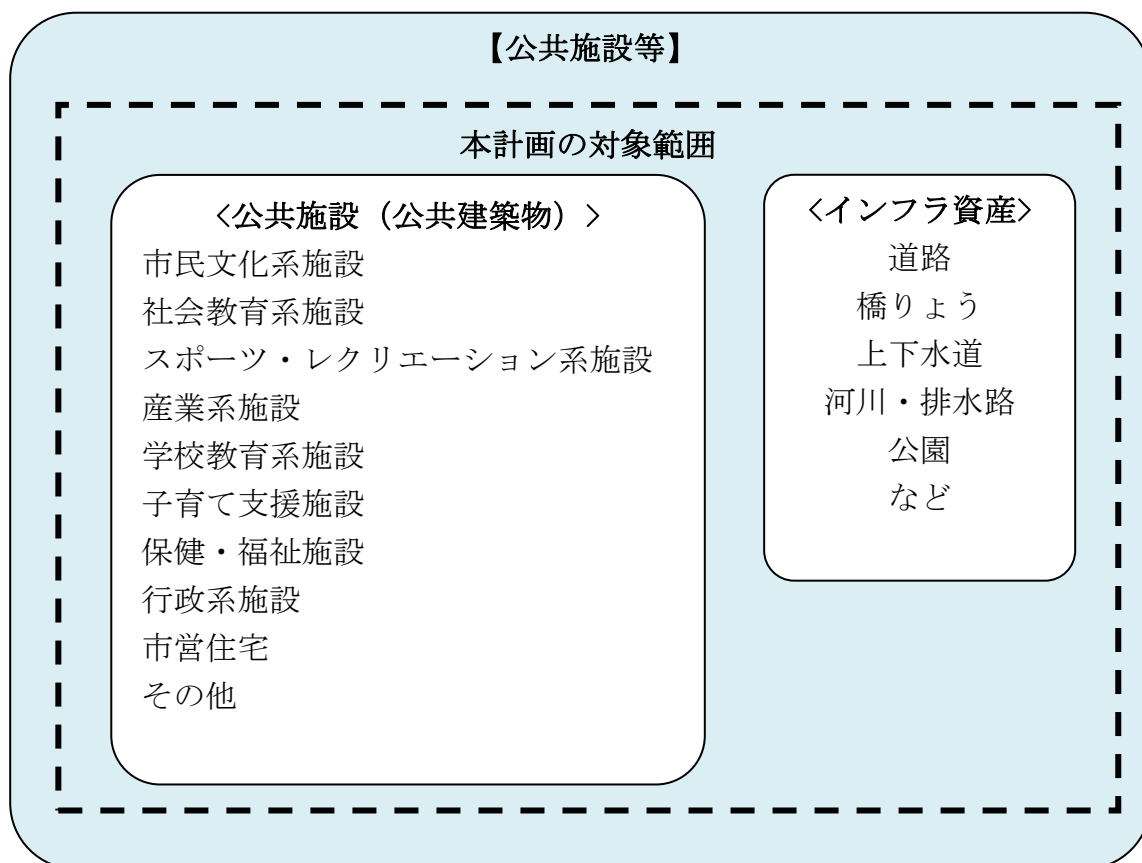 【公共施設等】
本計画の対象範囲
<公共施設（公共建築物）>
市民文化系施設
社会教育系施設
スポーツ・レクリエーション系施設
産業系施設
学校教育系施設
子育て支援施設
保健・福祉施設
行政系施設
市営住宅
その他
<インフラ資産>
道路
橋りょう
上下水道
河川・排水路
公園
など